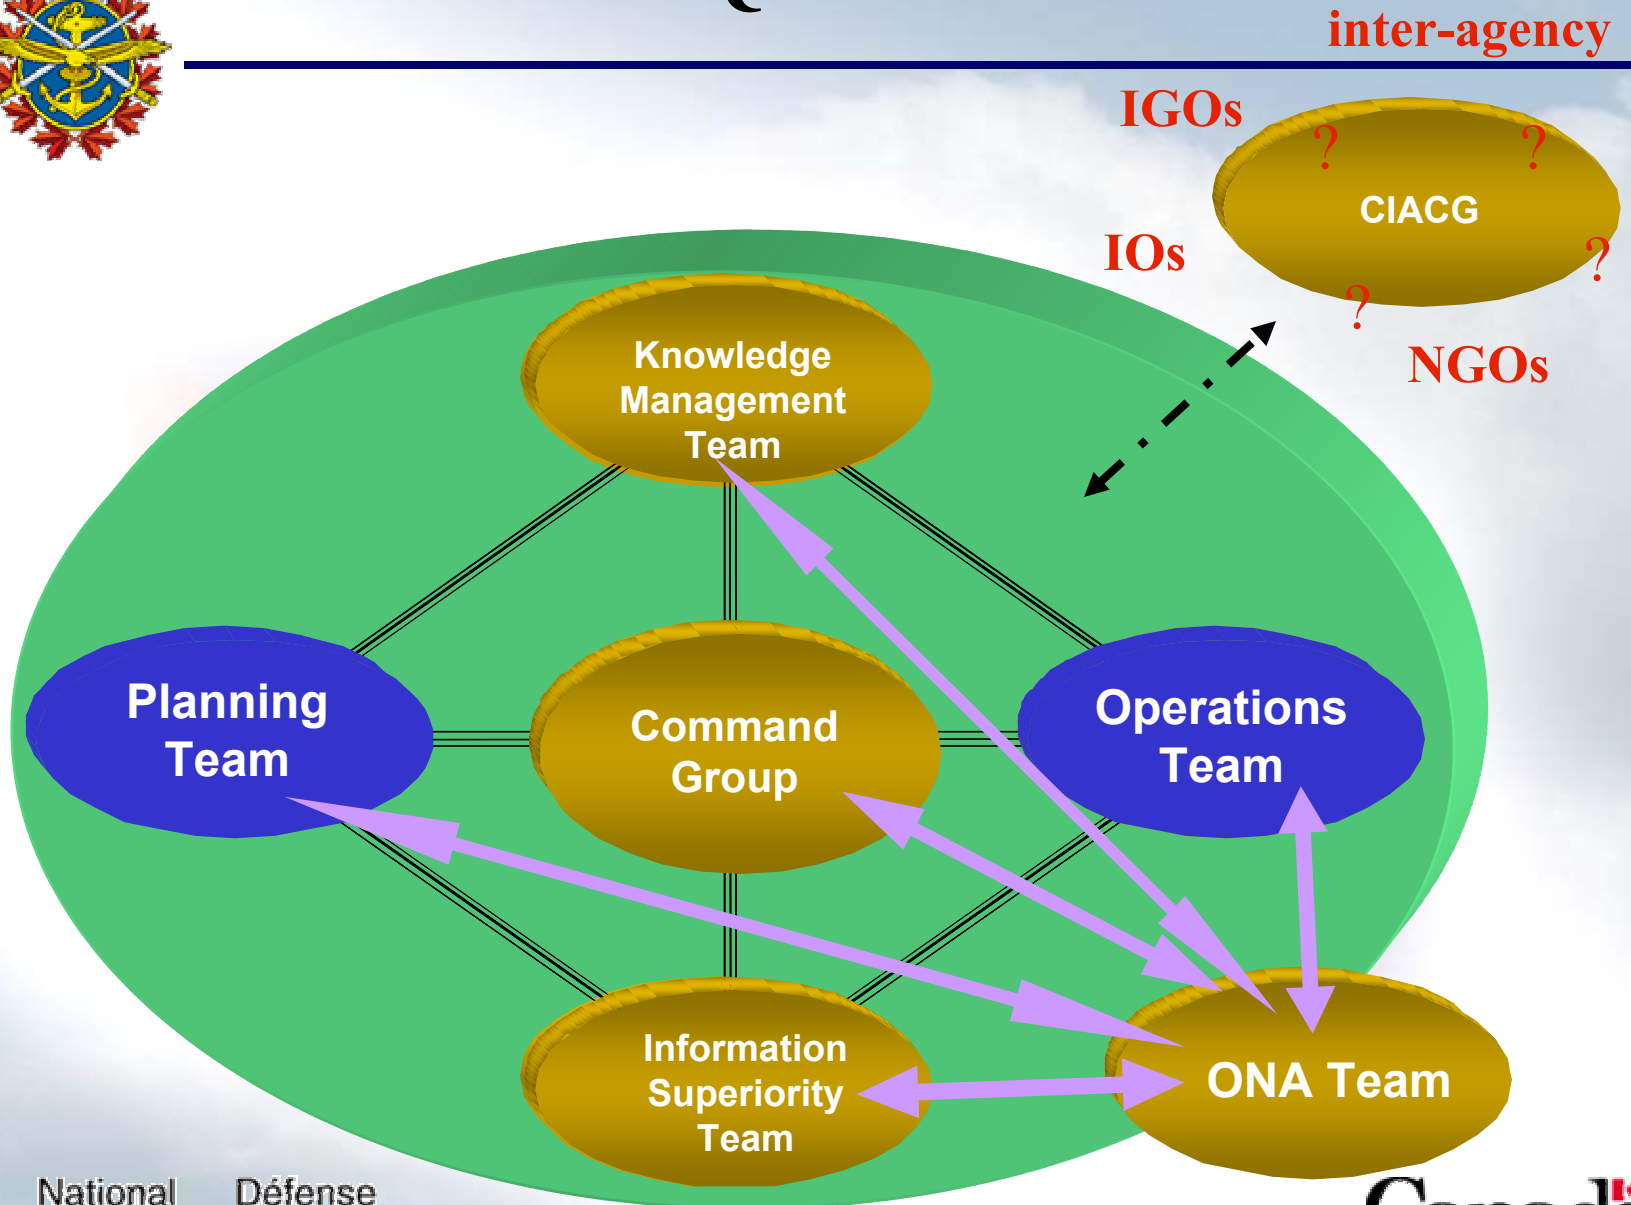 inter-agency
IGOs
?
?
CIACG
IOs
?
?
NGOs
Knowledge
Management
Team
Planning
Team
Command
Group
Operations
Team
Information
Superiority
Team
ONA Team
National Défense